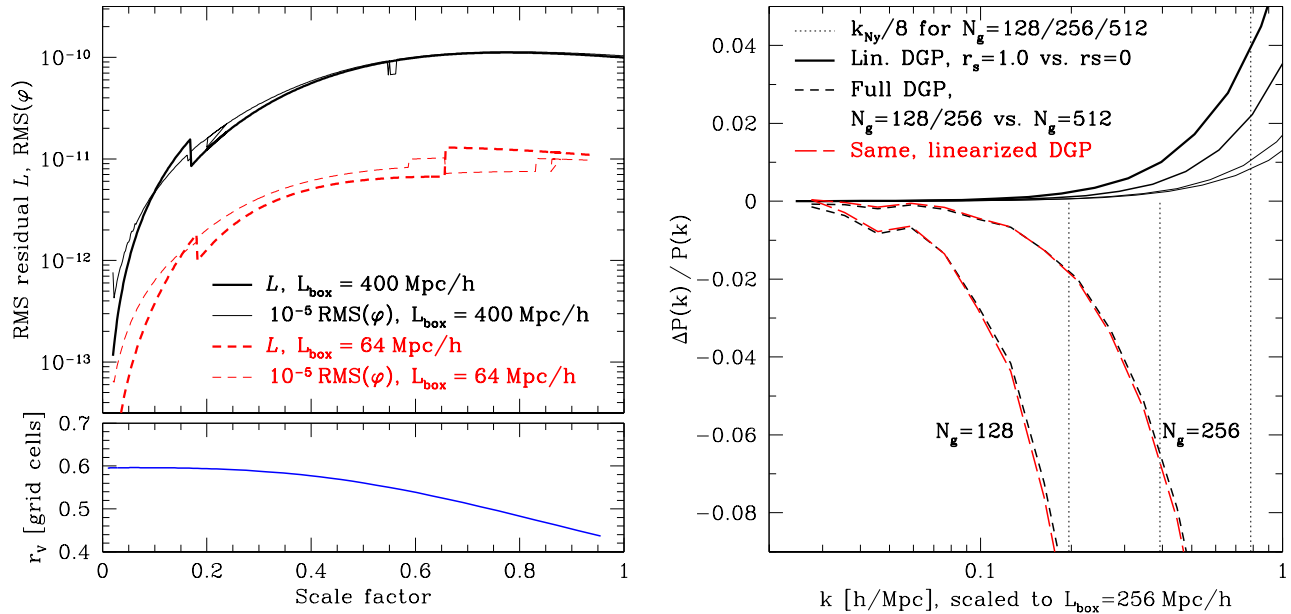 RMS residual L, RMS(φ)
10⁻¹⁰
10⁻¹¹
10⁻¹²
10⁻¹³
L, L_box = 400 Mpc/h
10⁻⁵ RMS(φ), L_box = 400 Mpc/h
L, L_box = 64 Mpc/h
10⁻⁵ RMS(φ), L_box = 64 Mpc/h
r_v [grid cells]
0.7
0.6
0.5
0.4
0 0.2 0.4 0.6 0.8 1
Scale factor
ΔP(k) / P(k)
0.04
0.02
0
-0.02
-0.04
-0.06
-0.08
k_Ny/8 for N_g=128/256/512
Lin. DGP, r_s=1.0 vs. rs=0
Full DGP,
N_g=128/256 vs. N_g=512
Same, linearized DGP
N_g=128
N_g=256
0.1 1
k [h/Mpc], scaled to L_box=256 Mpc/h